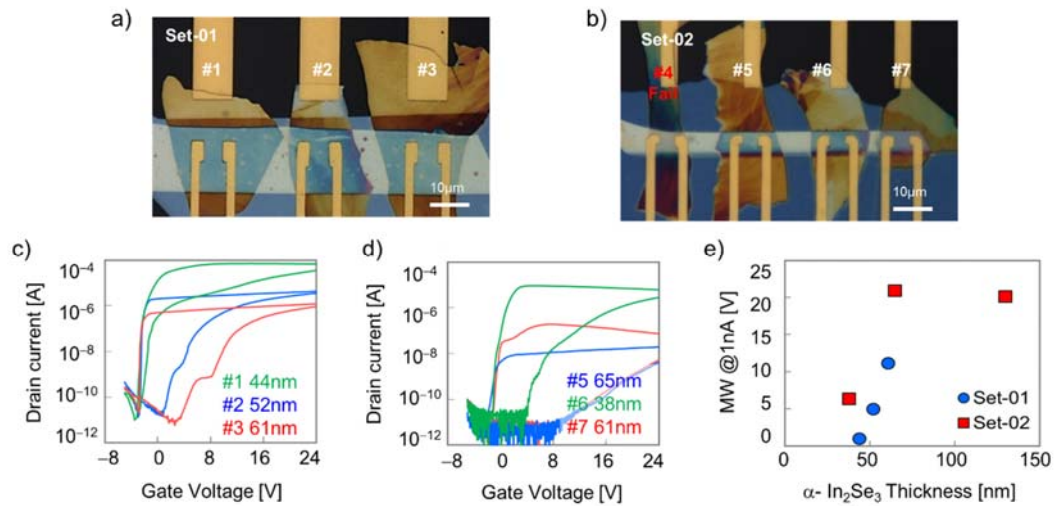 a)
Set-01
#1
#2
#3
10μm
b)
Set-02
#4
Fail
#5
#6
#7
10μm
c)
Drain current [A]
10⁻⁴
10⁻⁶
10⁻⁸
10⁻¹⁰
10⁻¹²
#1 44nm
#2 52nm
#3 61nm
−8 0 8 16 24
Gate Voltage [V]
d)
Drain current [A]
10⁻⁴
10⁻⁶
10⁻⁸
10⁻¹⁰
10⁻¹²
#5 65nm
#6 38nm
#7 61nm
−8 0 8 16 24
Gate Voltage [V]
e)
MW @1nA [V]
25
20
15
10
5
0
Set-01
Set-02
0 50 100 150
α- In₂Se₃ Thickness [nm]